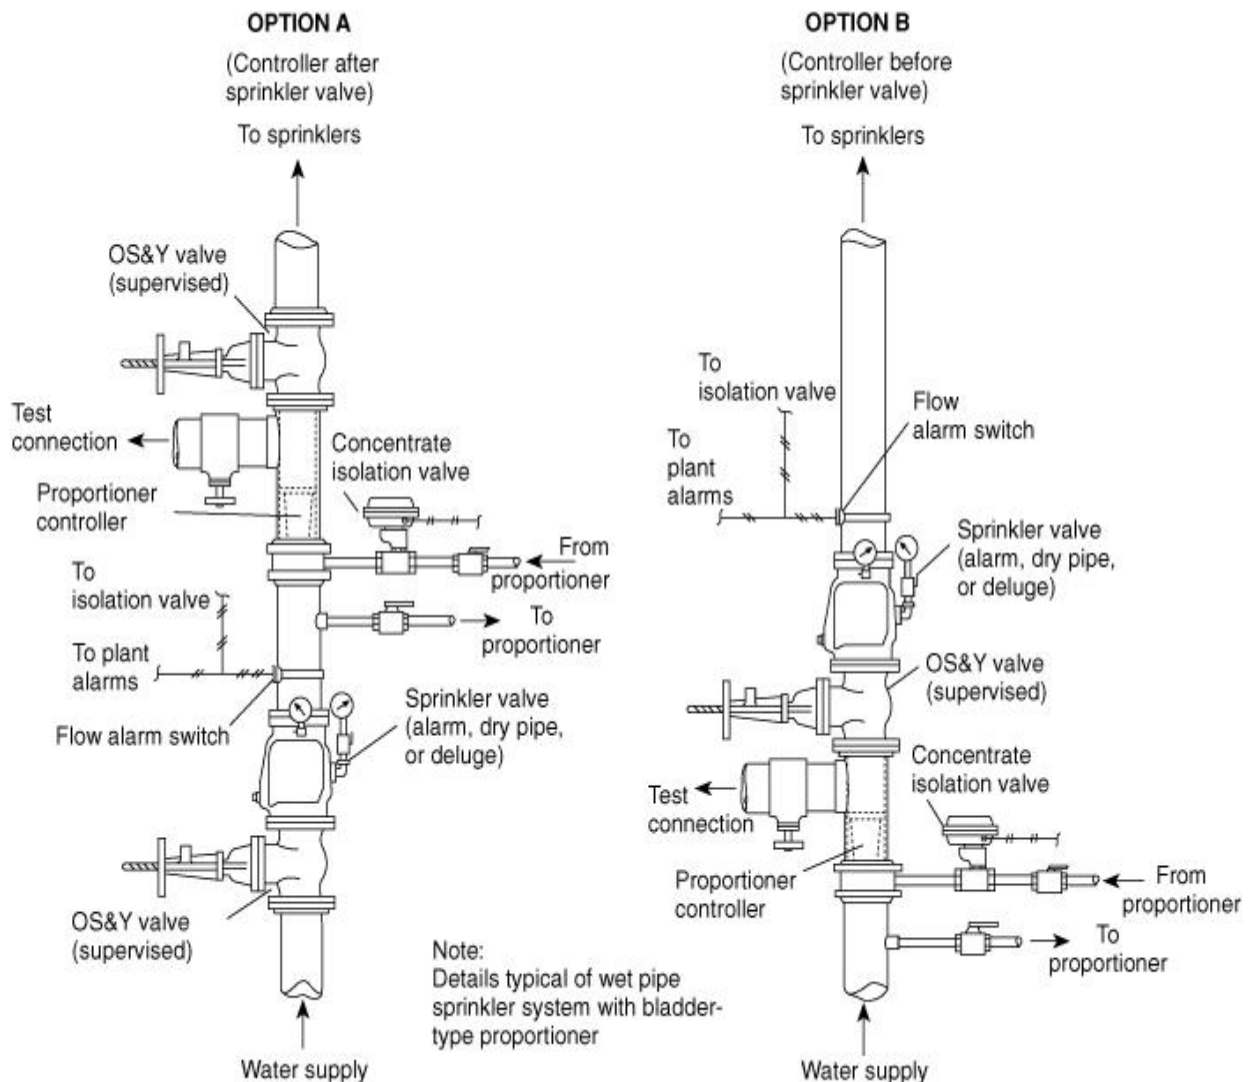 OPTION A
(Controller after
sprinkler valve)
To sprinklers
OS&Y valve
(supervised)
Test
connection
Concentrate
isolation valve
Proportioner
controller
From
proportioner
To
isolation valve
To
proportioner
To plant
alarms
Flow alarm switch
Sprinkler valve
(alarm, dry pipe,
or deluge)
OS&Y valve
(supervised)
Water supply
Note:
Details typical of wet pipe
sprinkler system with bladder-
type proportioner
OPTION B
(Controller before
sprinkler valve)
To sprinklers
To
isolation valve
Flow
alarm switch
To
plant
alarms
Sprinkler valve
(alarm, dry pipe,
or deluge)
OS&Y valve
(supervised)
Concentrate
isolation valve
Test
connection
Proportioner
controller
From
proportioner
To
proportioner
Water supply